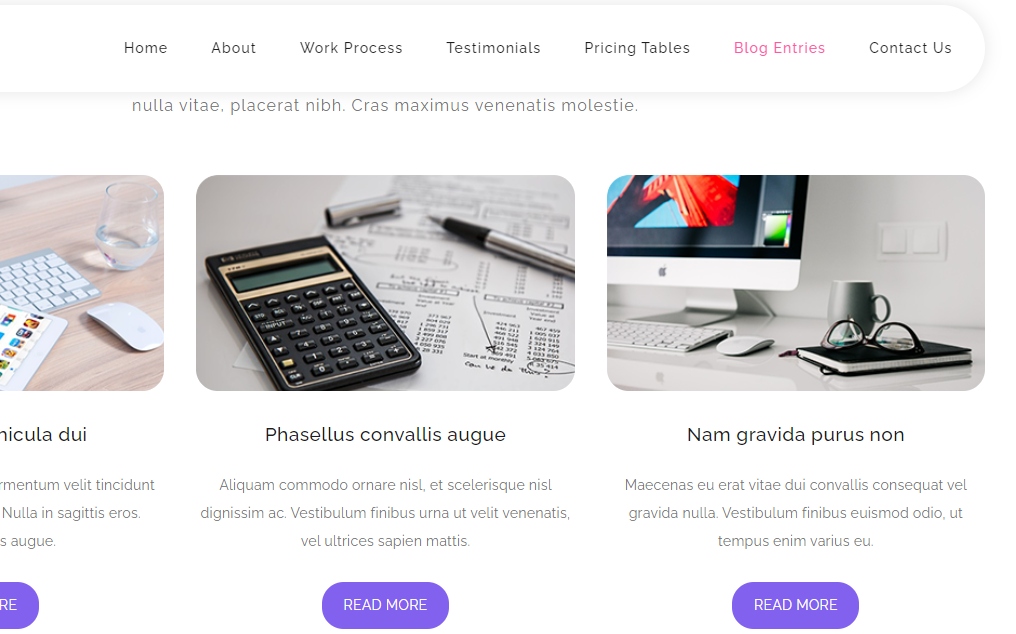 Home About Work Process Testimonials Pricing Tables Blog Entries Contact Us
nulla vitae, placerat nibh. Cras maximus venenatis molestie.
dui
Phasellus convallis augue
Nam gravida purus non
velit tincidunt
Nulla in sagittis eros.
augue.
Aliquam commodo ornare nisl, et scelerisque nisl
dignissim ac. Vestibulum finibus urna ut velit venenatis,
vel ultrices sapien mattis.
Maecenas eu erat vitae dui convallis consequat vel
gravida nulla. Vestibulum finibus euismod odio, ut
tempus enim varius eu.
READ MORE
READ MORE